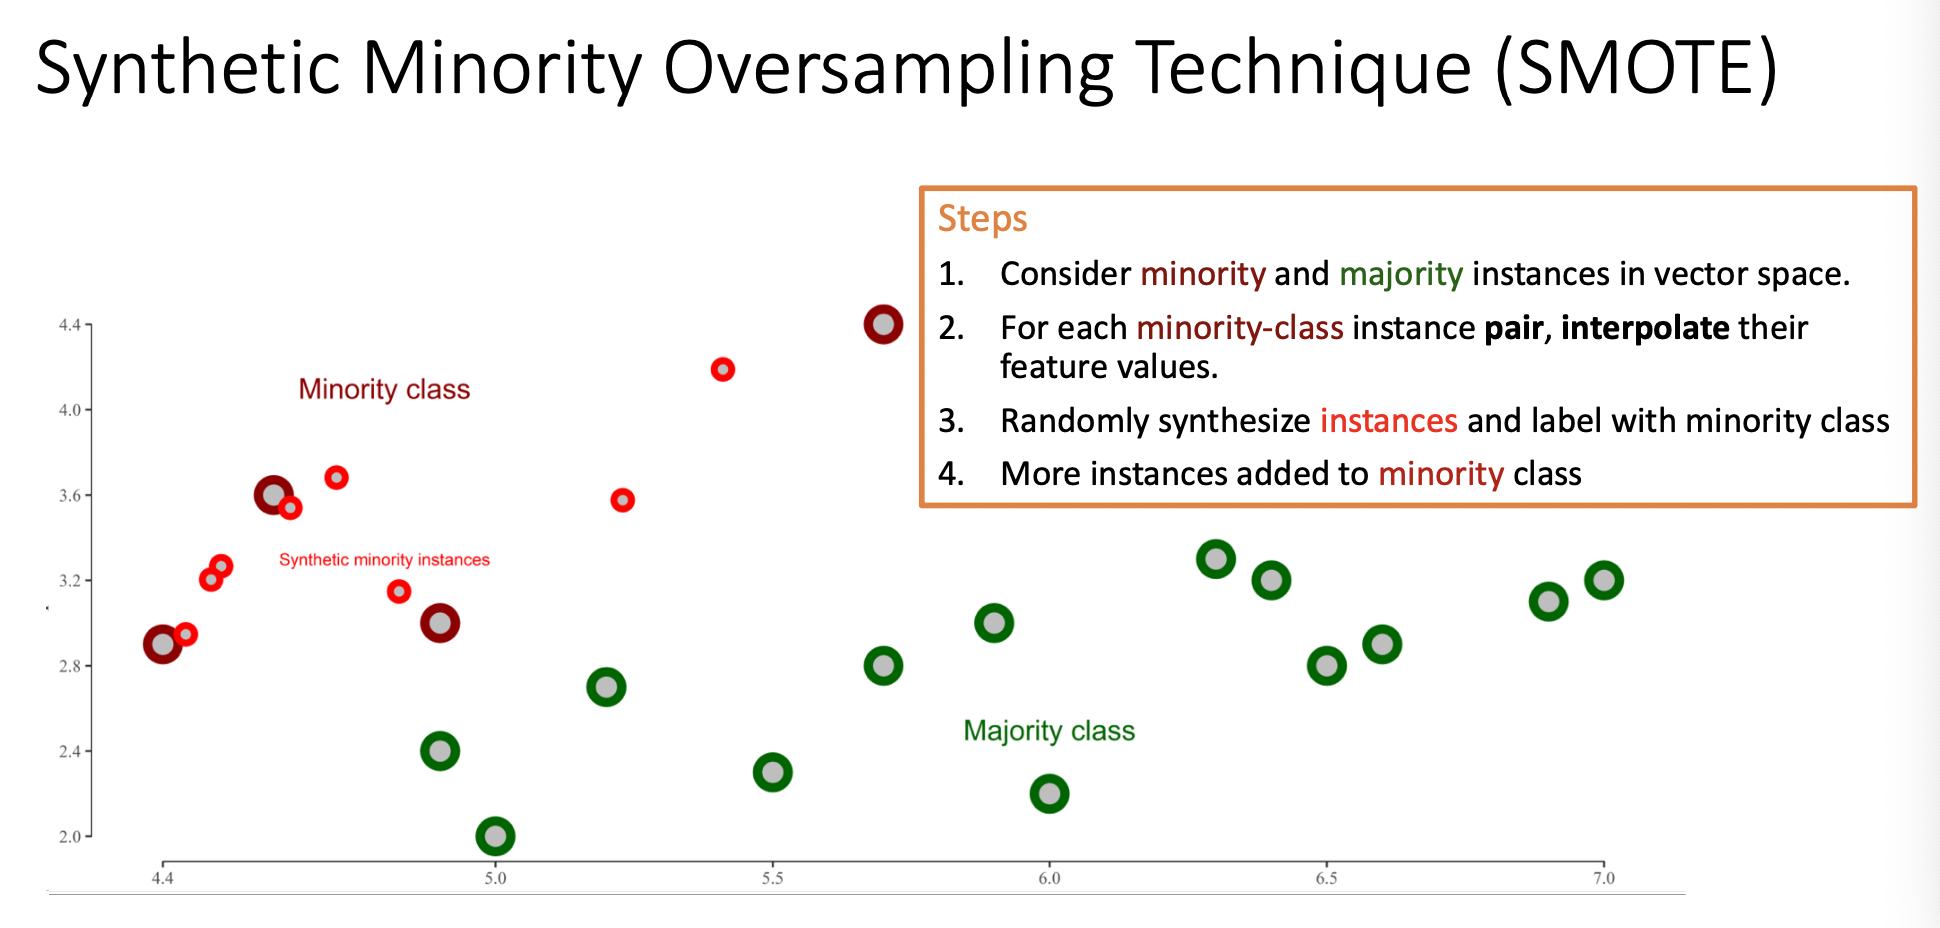 Synthetic Minority Oversampling Technique (SMOTE)
Steps
1. Consider minority and majority instances in vector space.
2. For each minority-class instance pair, interpolate their
feature values.
3. Randomly synthesize instances and label with minority class
4. More instances added to minority class
4.4
4.0
3.6
3.2
2.8
2.4
2.0
Minority class
Synthetic minority instances
Majority class
4.4 5.0 5.5 6.0 6.5 7.0